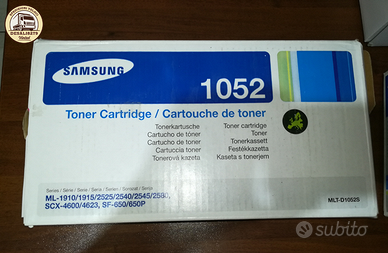 SAMSUNG
1052
Toner Cartridge / Cartouche de toner
Tonerkartusche
Cartucho de tóner
Cartucho de toner
Cartuccia toner
Tonerová kazeta
Toner cartridge
Toner
Tonerkassett
Festékkazetta
Kaseta s tonerjem
ML-1910/1915/2525/2540/2545/2580,
SCX-4600/4623, SF-650/650P
MLT-D1052S
subito